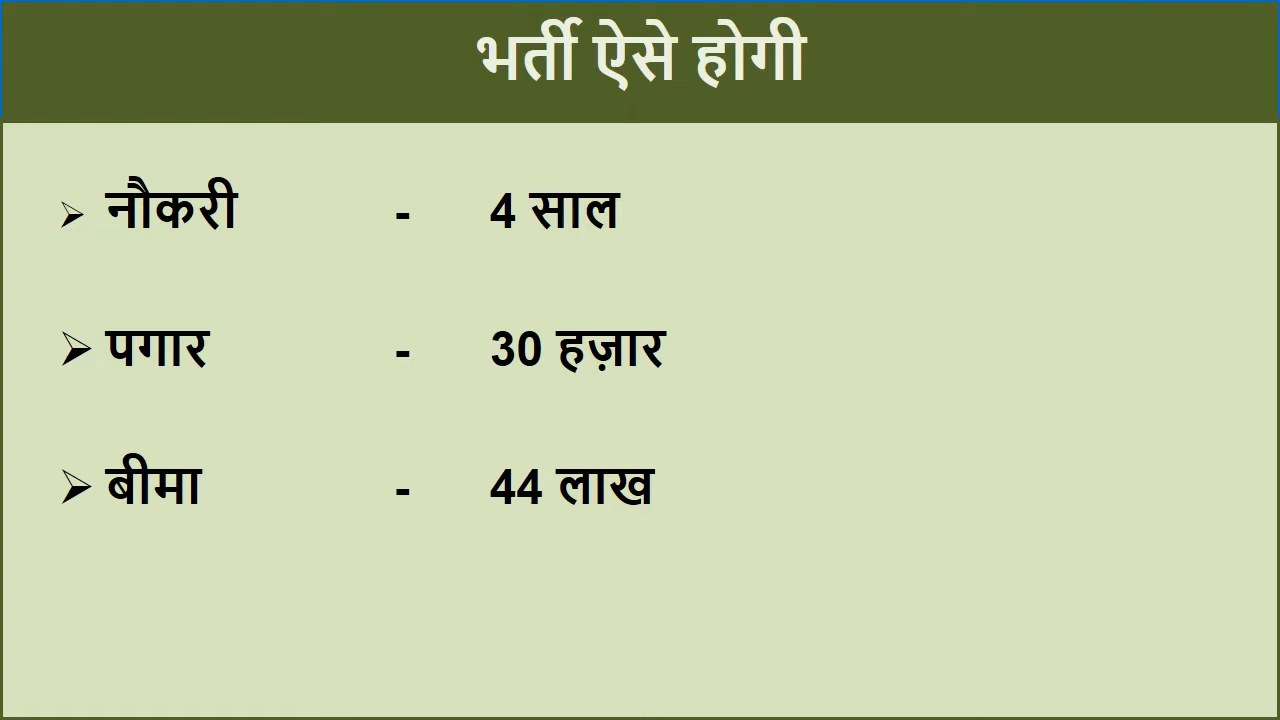 भर्ती ऐसे होगी
➢ नौकरी - 4 साल
➢ पगार - 30 हज़ार
➢ बीमा - 44 लाख